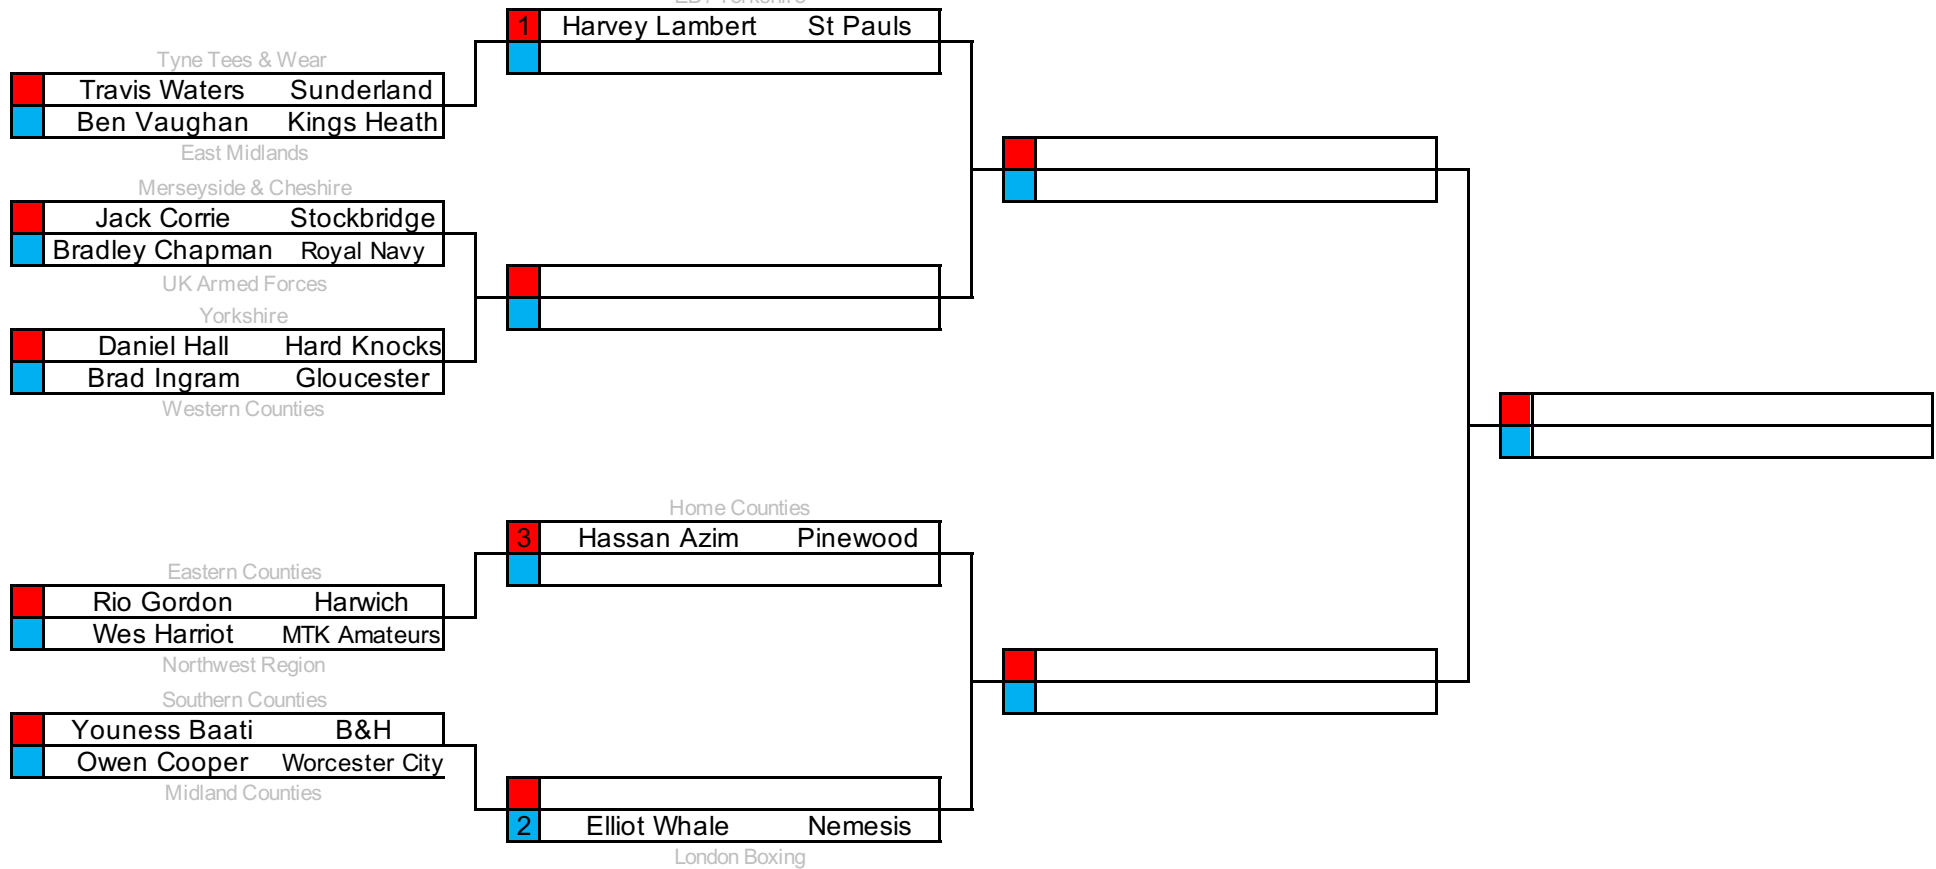 1 Harvey Lambert St Pauls
Tyne Tees & Wear
Travis Waters Sunderland
Ben Vaughan Kings Heath
East Midlands
Merseyside & Cheshire
Jack Corrie Stockbridge
Bradley Chapman Royal Navy
UK Armed Forces
Yorkshire
Daniel Hall Hard Knocks
Brad Ingram Gloucester
Western Counties
Home Counties
3 Hassan Azim Pinewood
Eastern Counties
Rio Gordon Harwich
Wes Harriot MTK Amateurs
Northwest Region
Southern Counties
Youness Baati B&H
Owen Cooper Worcester City
Midland Counties
2 Elliot Whale Nemesis
London Boxing